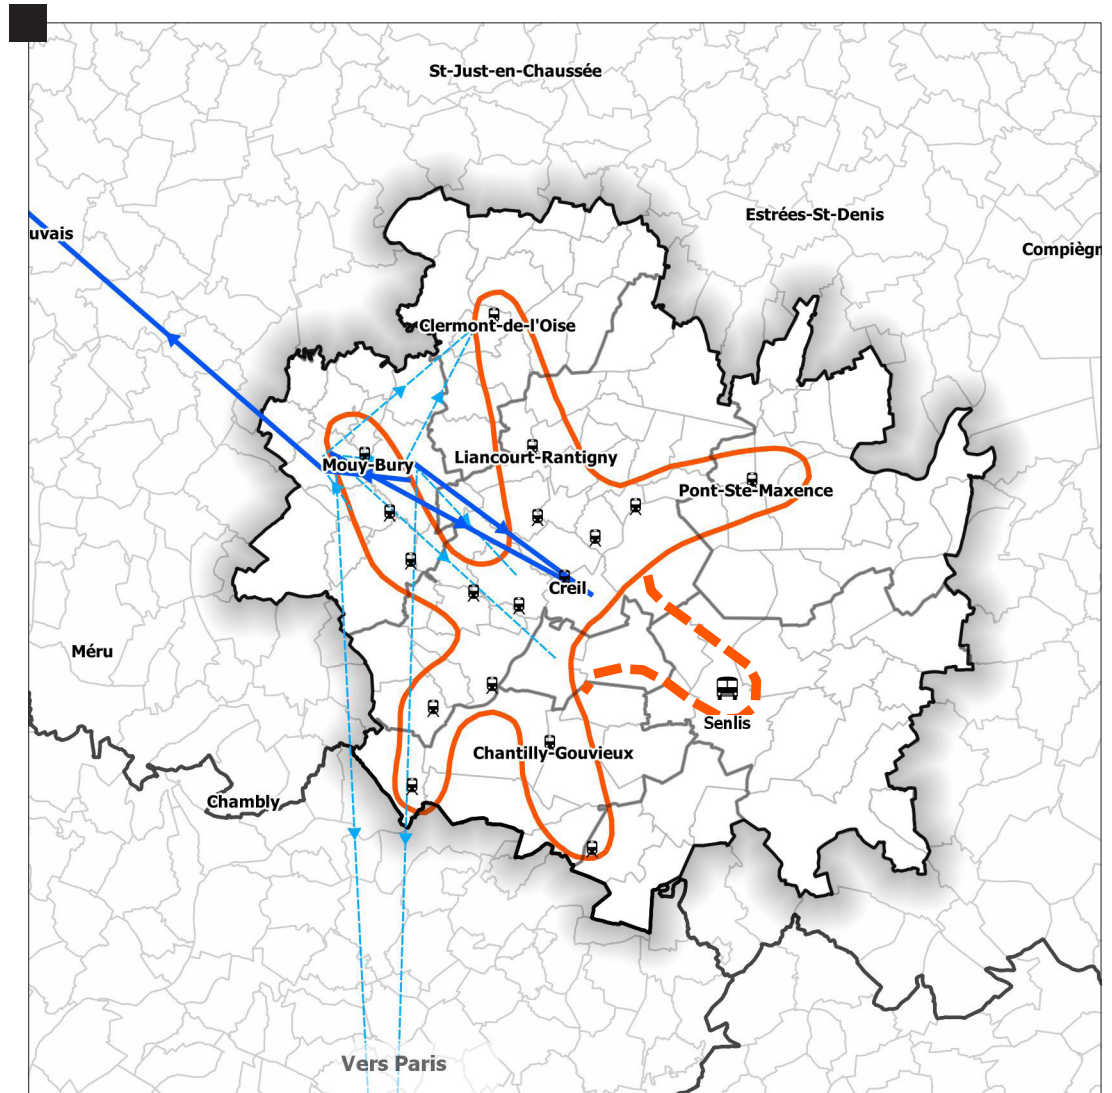 St-Just-en-Chaussée
Estrées-St-Denis
uvais
Compiègn
Clermont-de-l'Oise
Mouy-Bury
Liancourt-Rantigny
Pont-Ste-Maxence
Creil
Méru
Senlis
Chantilly-Gouvieux
Chambly
Vers Paris